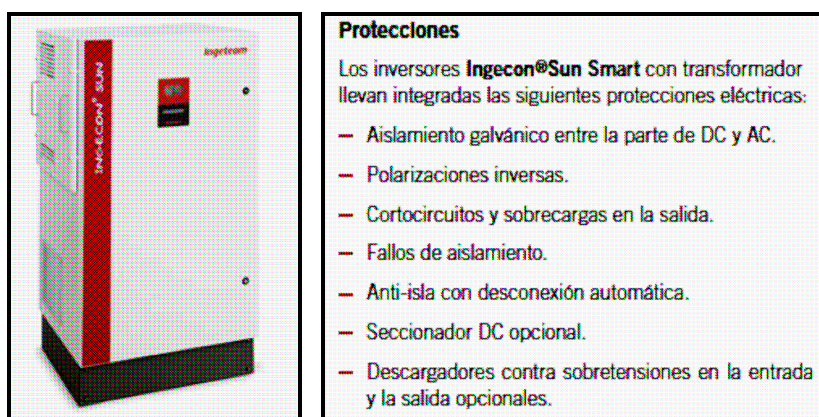 Ingeteam
INGECON® SUN
Protecciones
Los inversores Ingecon®Sun Smart con transformador
llevan integradas las siguientes protecciones eléctricas:
— Aislamiento galvánico entre la parte de DC y AC.
— Polarizaciones inversas.
— Cortocircuitos y sobrecargas en la salida.
— Fallos de aislamiento.
— Anti-isla con desconexión automática.
— Seccionador DC opcional.
— Descargadores contra sobretensiones en la entrada
y la salida opcionales.